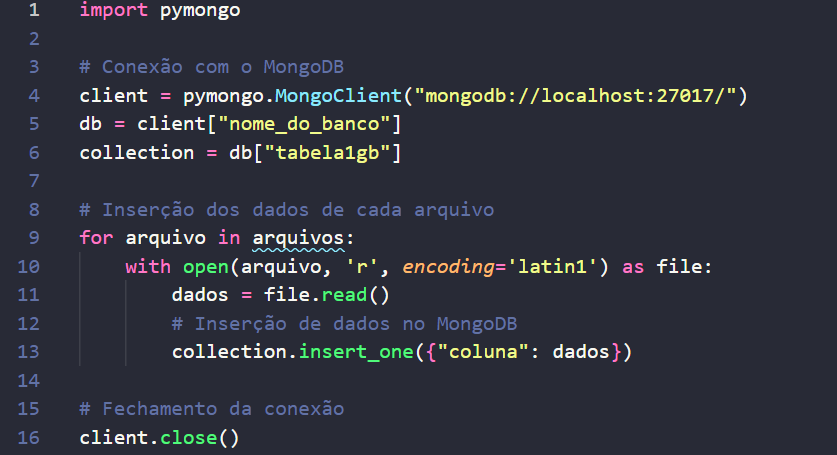 1 import pymongo
2
3 # Conexão com o MongoDB
4 client = pymongo.MongoClient("mongodb://localhost:27017/")
5 db = client["nome_do_banco"]
6 collection = db["tabela1gb"]
7
8 # Inserção dos dados de cada arquivo
9 for arquivo in arquivos:
10     with open(arquivo, 'r', encoding='latin1') as file:
11         dados = file.read()
12         # Inserção de dados no MongoDB
13         collection.insert_one({"coluna": dados})
14
15 # Fechamento da conexão
16 client.close()